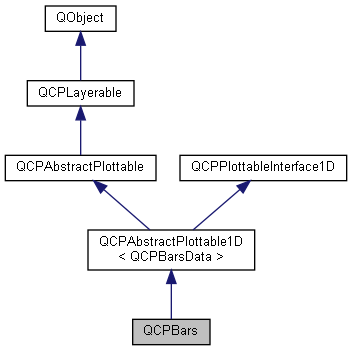 QObject
QCPLayerable
QCPAbstractPlottable
QCPPlottableInterface1D
QCPAbstractPlottable1D
< QCPBarsData >
QCPBars